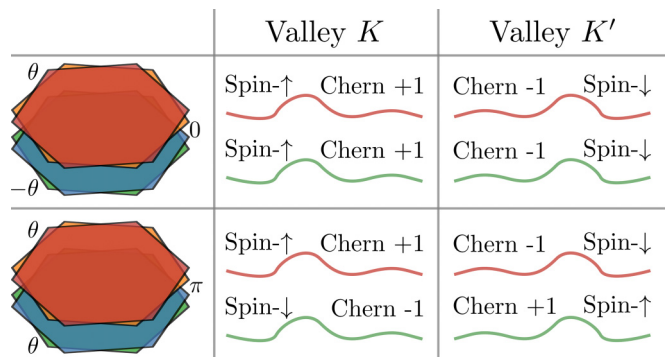 Valley K Valley K′
θ Spin-↑ Chern +1 Chern -1 Spin-↓
0
Spin-↑ Chern +1 Chern -1 Spin-↓
−θ
θ Spin-↑ Chern +1 Chern -1 Spin-↓
π
Spin-↓ Chern -1 Chern +1 Spin-↑
θ